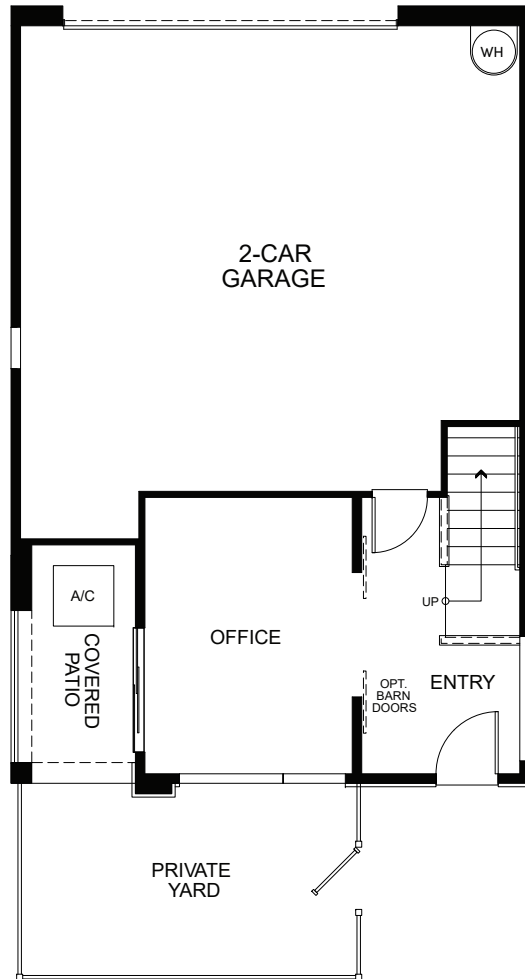 WH
2-CAR
GARAGE
A/C
COVERED
PATIO
OFFICE
UP
OPT.
BARN
DOORS
ENTRY
PRIVATE
YARD